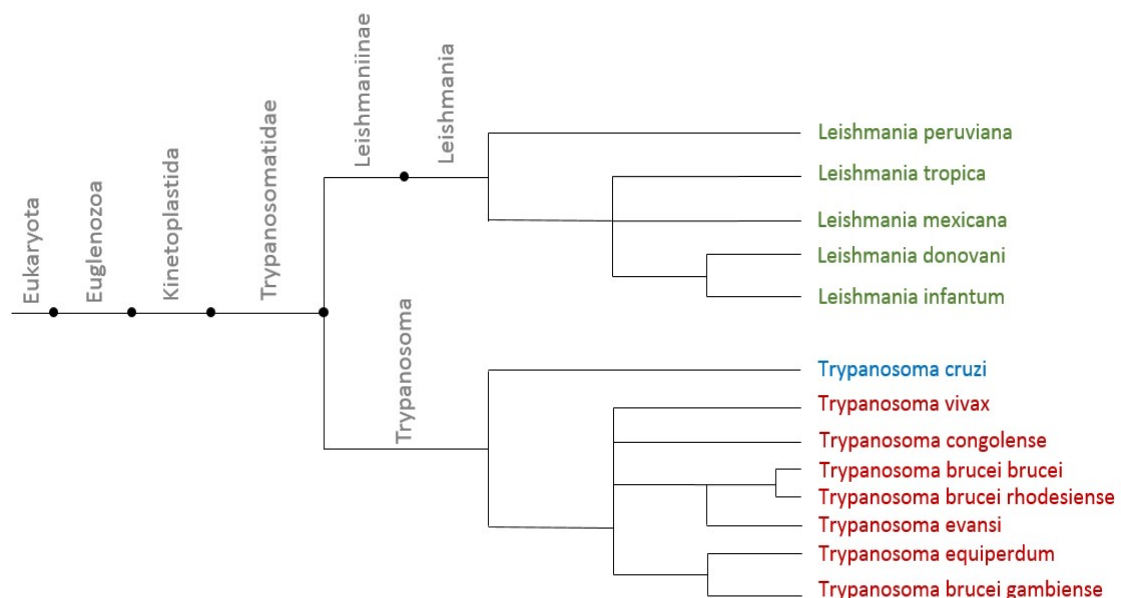 Eukaryota
Euglenozoa
Kinetoplastida
Trypanosomatidae
Leishmaniinae
Leishmania
Trypanosoma
Leishmania peruviana
Leishmania tropica
Leishmania mexicana
Leishmania donovani
Leishmania infantum
Trypanosoma cruzi
Trypanosoma vivax
Trypanosoma congolense
Trypanosoma brucei brucei
Trypanosoma brucei rhodesiense
Trypanosoma evansi
Trypanosoma equiperdum
Trypanosoma brucei gambiense